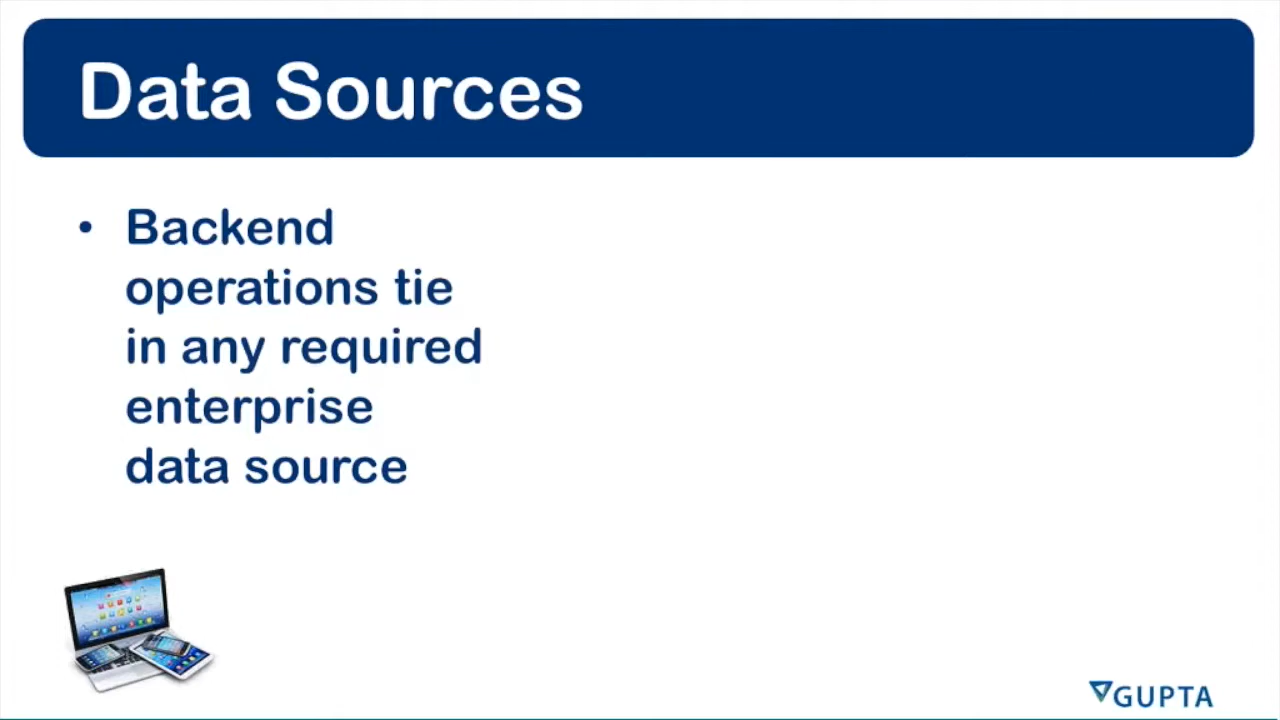 Data Sources
• Backend
operations tie
in any required
enterprise
data source
GUPTA